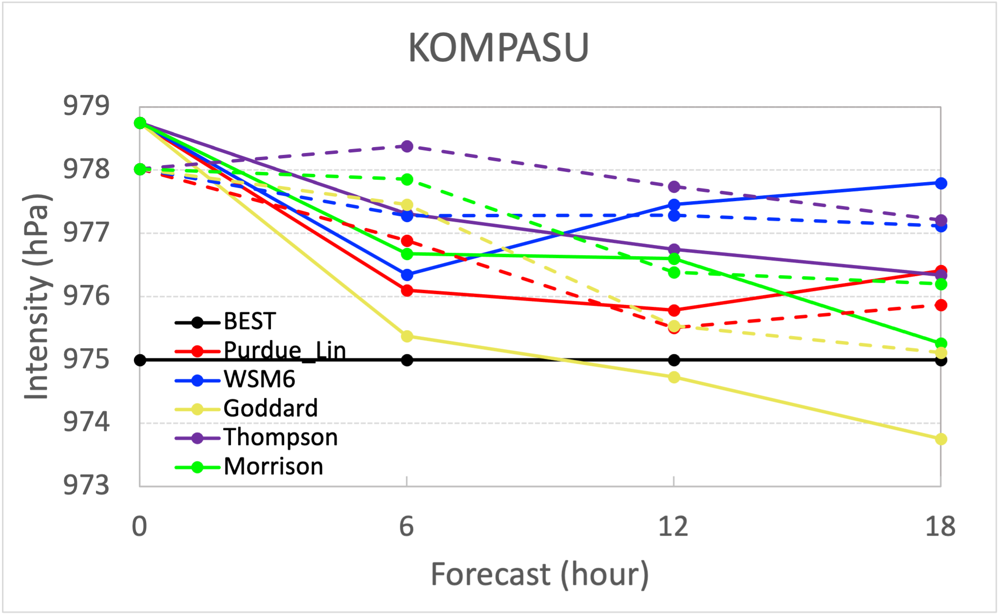 KOMPASU
979
978
977
976
975
974
973
Intensity (hPa)
BEST
Purdue_Lin
WSM6
Goddard
Thompson
Morrison
0 6 12 18
Forecast (hour)